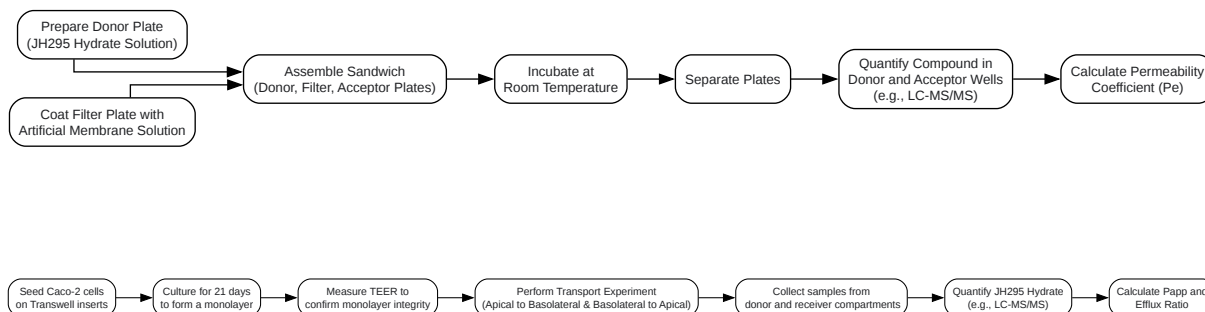 Prepare Donor Plate
(JH295 Hydrate Solution)
Coat Filter Plate with
Artificial Membrane Solution
Assemble Sandwich
(Donor, Filter, Acceptor Plates)
Incubate at
Room Temperature
Separate Plates
Quantify Compound in
Donor and Acceptor Wells
(e.g., LC-MS/MS)
Calculate Permeability
Coefficient (Pe)
Seed Caco-2 cells
on Transwell inserts
Culture for 21 days
to form a monolayer
Measure TEER to
confirm monolayer integrity
Perform Transport Experiment
(Apical to Basolateral & Basolateral to Apical)
Collect samples from
donor and receiver compartments
Quantify JH295 Hydrate
(e.g., LC-MS/MS)
Calculate Papp and
Efflux Ratio